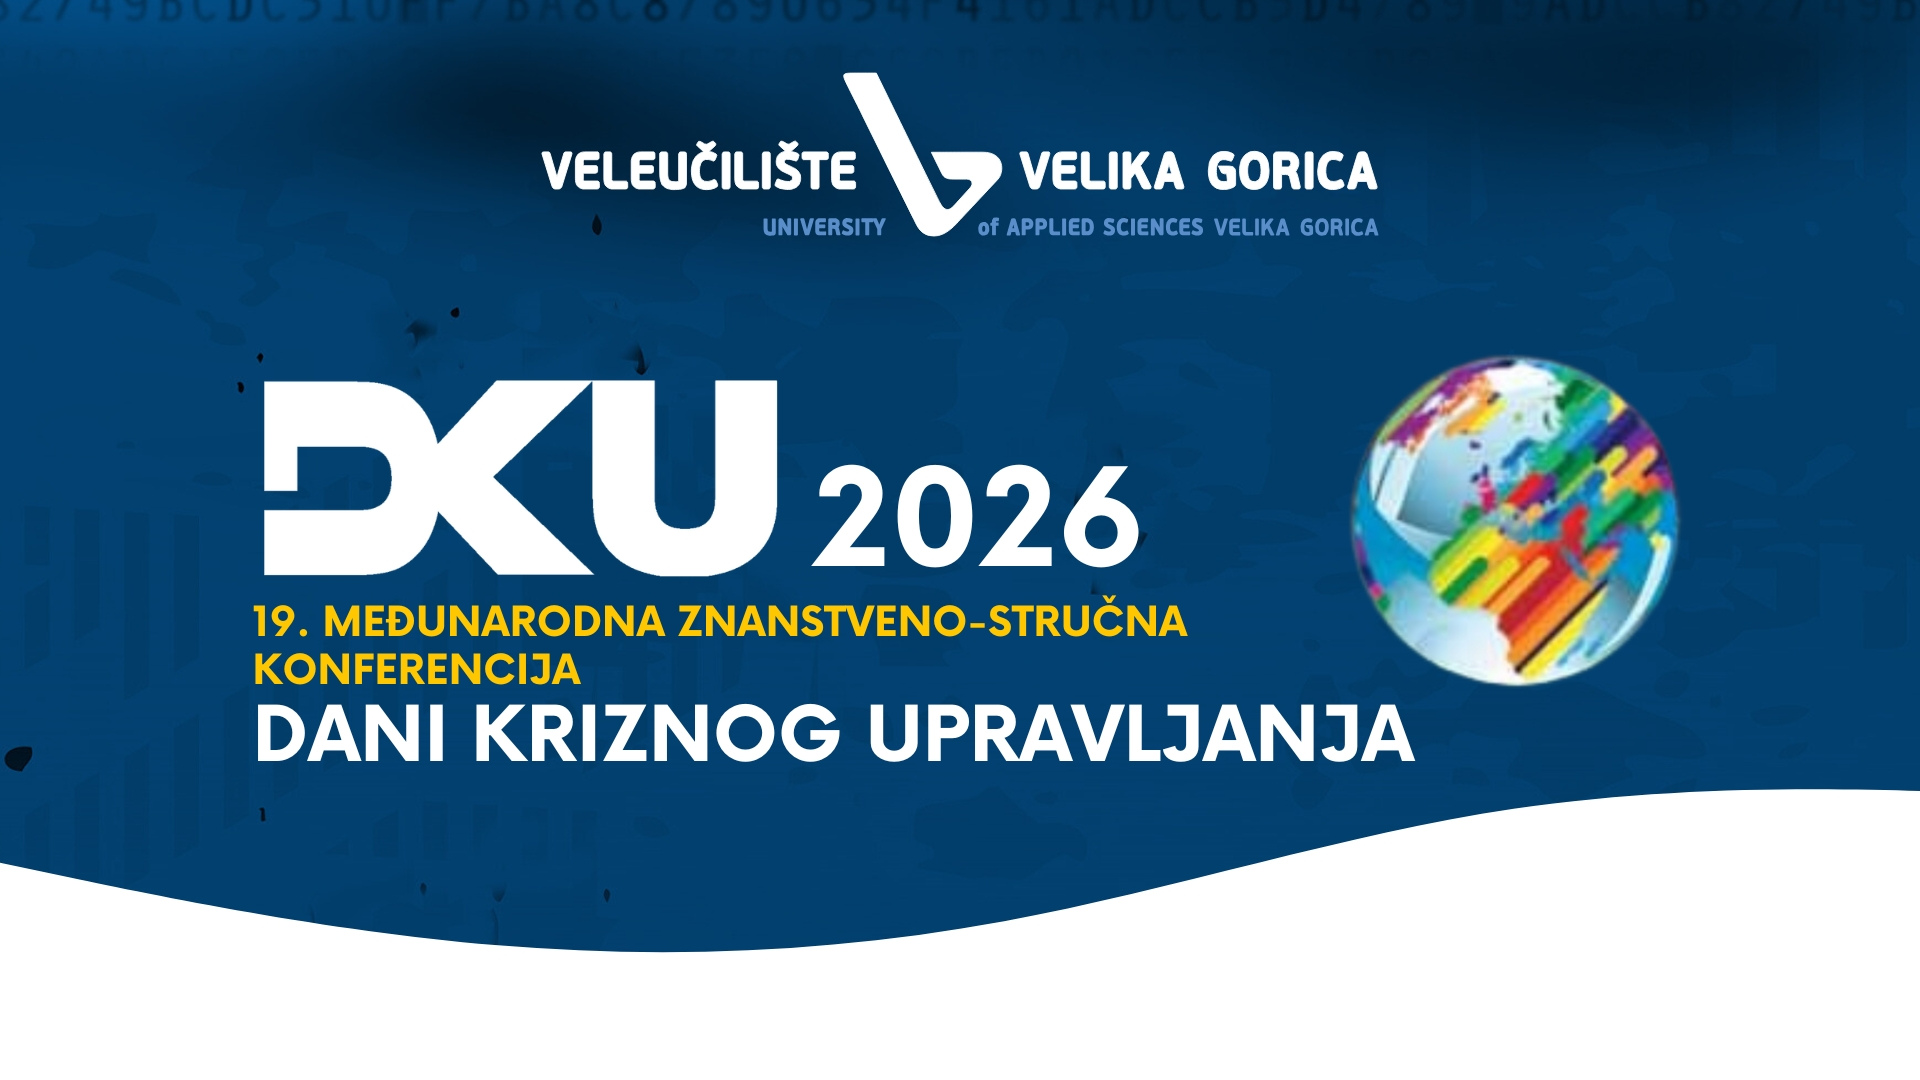 VELEUČILIŠTE VELIKA GORICA
UNIVERSITY of APPLIED SCIENCES VELIKA GORICA
DKU 2026
19. MEĐUNARODNA ZNANSTVENO-STRUČNA
KONFERENCIJA
DANI KRIZNOG UPRAVLJANJA